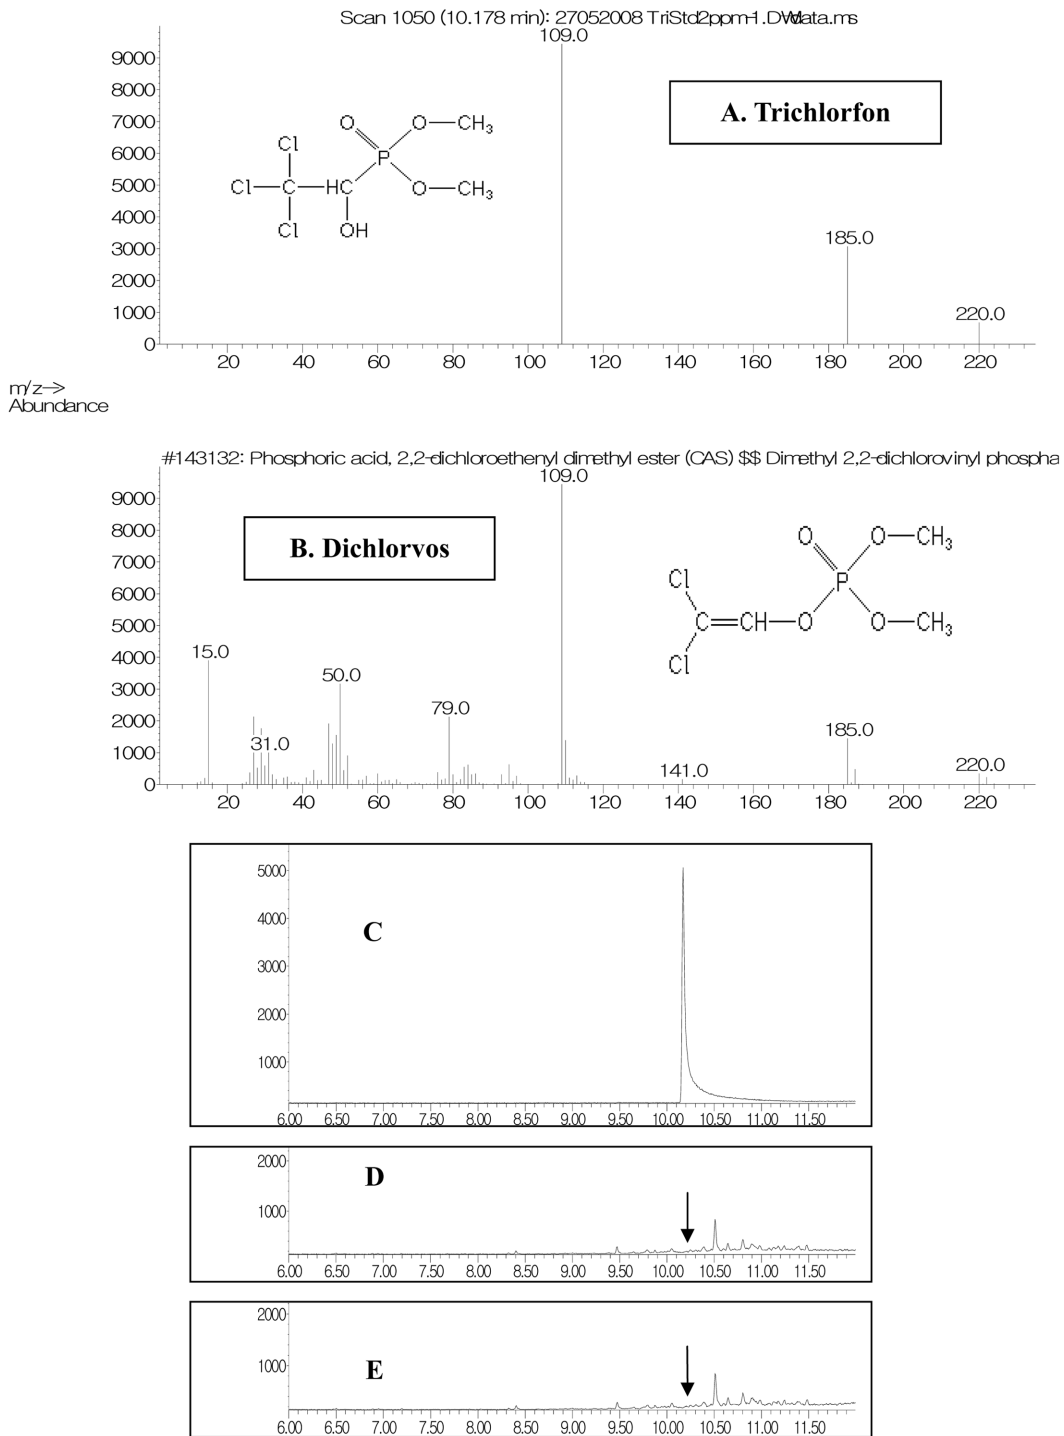 Scan 1050 (10.178 min): 27052008 TriStd2ppm-1.D\data.ms
109.0
9000
8000
7000
6000
5000
4000
3000
2000
1000
0
A. Trichlorfon
O
O—CH3
Cl
P
Cl—C—HC
O—CH3
Cl
OH
185.0
220.0
20 40 60 80 100 120 140 160 180 200 220
m/z->
Abundance
#143132: Phosphoric acid, 2,2-dichloroethenyl dimethyl ester (CAS) $$ Dimethyl 2,2-dichlorovinyl phospha
109.0
9000
8000
7000
6000
5000
4000
3000
2000
1000
0
B. Dichlorvos
O
O—CH3
Cl
P
C=CH—O
O—CH3
Cl
15.0
50.0
79.0
31.0
141.0
185.0
220.0
20 40 60 80 100 120 140 160 180 200 220
C
5000
4000
3000
2000
1000
6.00 6.50 7.00 7.50 8.00 8.50 9.00 9.50 10.00 10.50 11.00 11.50
D
2000
1000
6.00 6.50 7.00 7.50 8.00 8.50 9.00 9.50 10.00 10.50 11.00 11.50
E
2000
1000
6.00 6.50 7.00 7.50 8.00 8.50 9.00 9.50 10.00 10.50 11.00 11.50